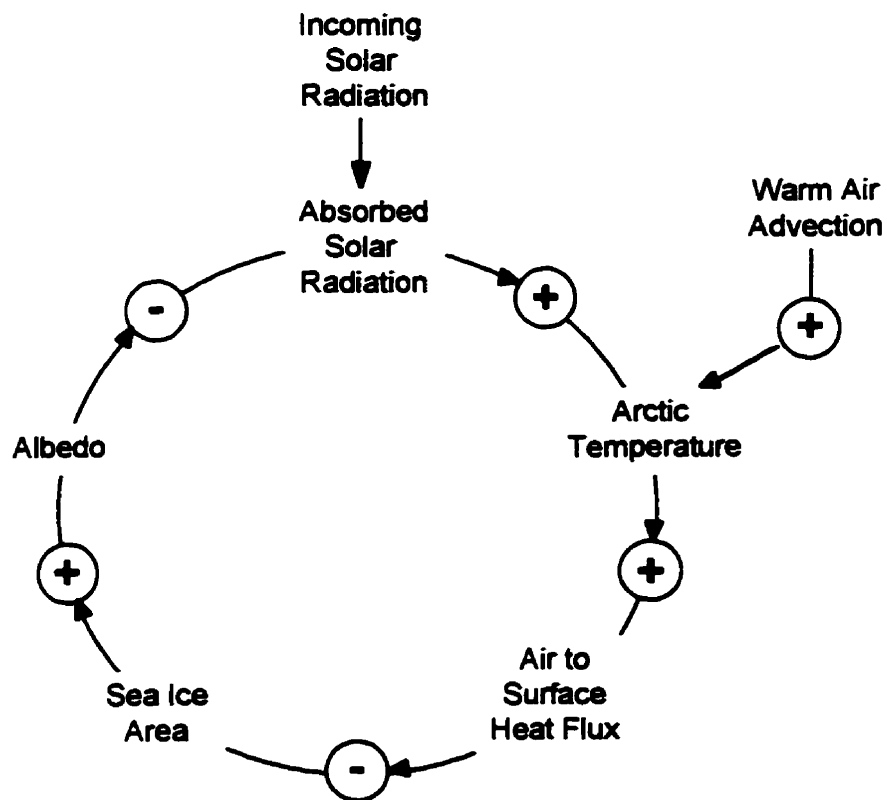 Incoming
Solar
Radiation
Absorbed
Solar
Radiation
Warm Air
Advection
-
+
+
Arctic
Temperature
Albedo
+
+
Air to
Surface
Heat Flux
Sea Ice
Area
-